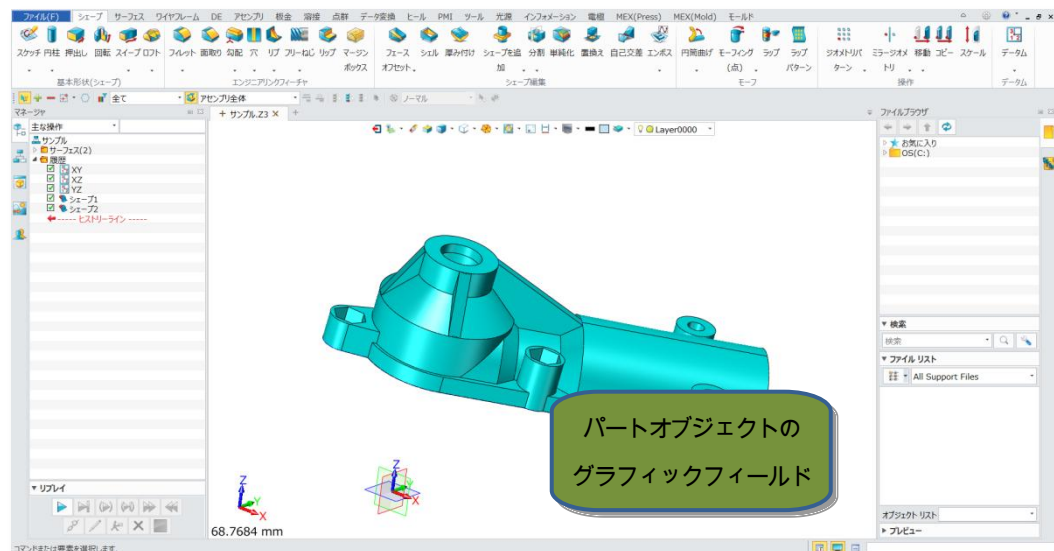 ファイル(F) シェープ サーフェス ワイヤフレーム DE アセンブリ 板金 溶接 点群 データ変換 ヒール PMI ツール 光源 インフォメーション 電極 MEX(Press) MEX(Mold) モールド
スケッチ 円柱 押出し 回転 スイープ ロフト フィレット 面取り 勾配 穴 リブ フリーねじ リップ マージン フェース シェル 厚み付け シェープを追 分割 単純化 置換え 自己交差 エンボス 円筒曲げ モーフィング ラップ ラップ ジオメトリパ ミラージオメ 移動 コピー スケール データム
ボックス オフセット 加 (点) パターン ターン トリ
基本形状(シェープ) エンジニアリングフィーチャ シェープ編集 モーフ 操作 データム
全て アセンブリ全体 ノーマル
マネージャ サンプル.Z3 ファイルブラウザ
主な操作 Layer0000
サンプル お気に入り
サーフェス(2) OS(C:)
履歴
XY
XZ
YZ
シェープ1
シェープ2
----- ヒストリーライン -----
検索
検索
ファイル リスト
All Support Files
パートオブジェクトの
グラフィックフィールド
リプレイ
Z
Y
X
Z
Y
X
68.7684 mm
オブジェクト リスト
プレビュー
コマンドまたは要素を選択します